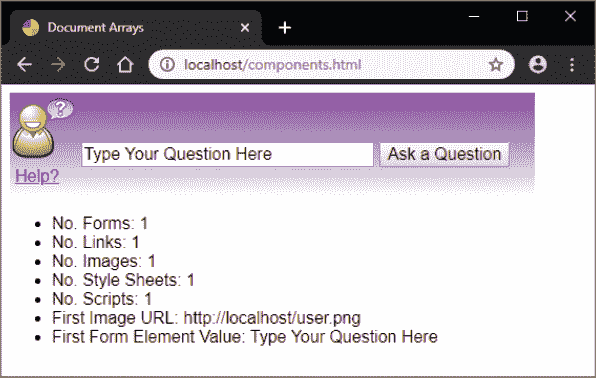 Document Arrays
localhost/components.html
?
Type Your Question Here Ask a Question
Help?
No. Forms: 1
No. Links: 1
No. Images: 1
No. Style Sheets: 1
No. Scripts: 1
First Image URL: http://localhost/user.png
First Form Element Value: Type Your Question Here